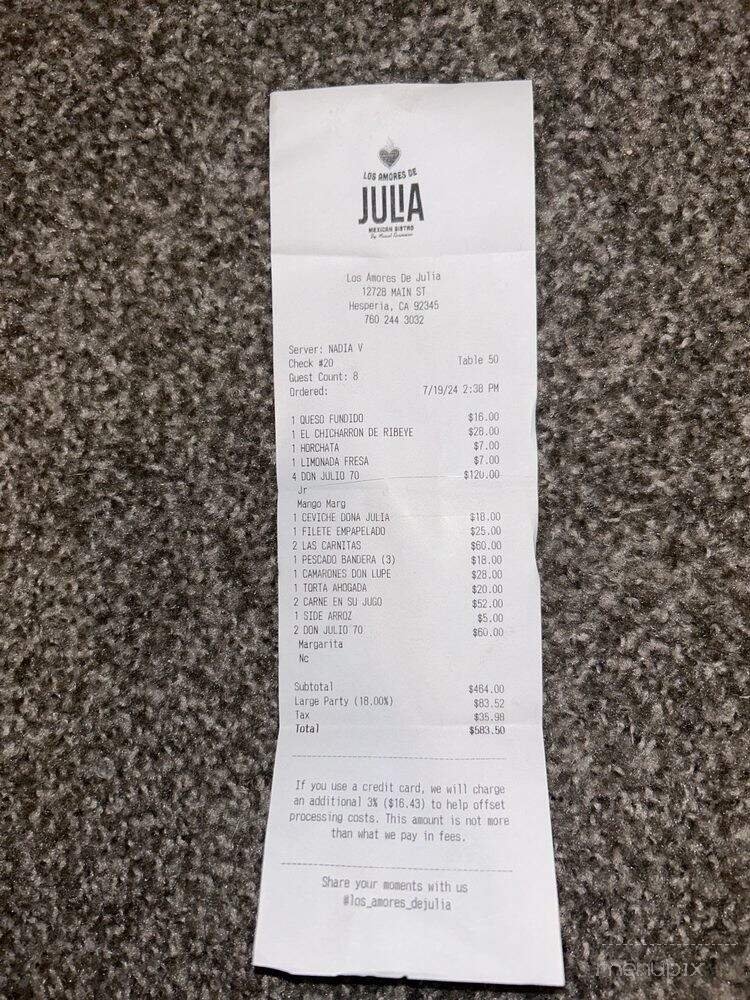 LOS AMORES DE
JULIA
MEXICAN BISTRO
Los Amores De Julia
12728 MAIN ST
Hesperia, CA 92345
760 244 3032
Server: NADIA V
Check #20 Table 50
Guest Count: 8
Ordered: 7/19/24 2:38 PM
1 QUESO FUNDIDO $16.00
1 EL CHICHARRON DE RIBEYE $28.00
1 HORCHATA $7.00
1 LIMONADA FRESA $7.00
4 DON JULIO 70 $120.00
Jr
Mango Marg
1 CEVICHE DONA JULIA $18.00
1 FILETE EMPAPELADO $25.00
2 LAS CARNITAS $60.00
1 PESCADO BANDERA (3) $18.00
1 CAMARONES DON LUPE $28.00
1 TORTA AHOGADA $20.00
2 CARNE EN SU JUGO $52.00
1 SIDE ARROZ $5.00
2 DON JULIO 70 $60.00
Margarita
Nc
Subtotal $464.00
Large Party (18.00%) $83.52
Tax $35.98
Total $583.50
If you use a credit card, we will charge
an additional 3% ($16.43) to help offset
processing costs. This amount is not more
than what we pay in fees.
Share your moments with us
#los_amores_dejulia
menupix